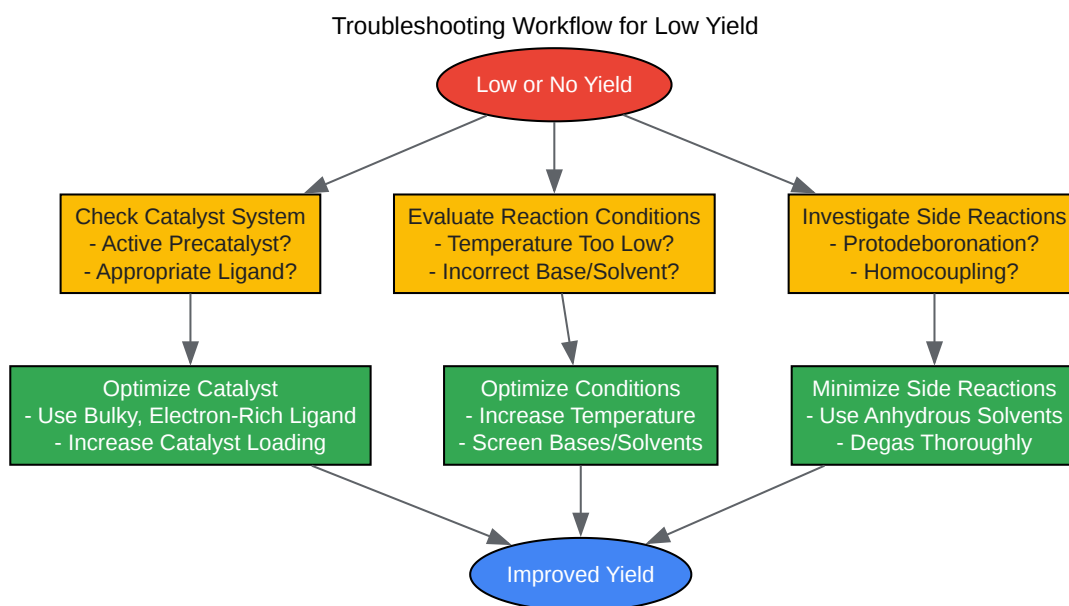 Troubleshooting Workflow for Low Yield
Low or No Yield
Check Catalyst System
- Active Precatalyst?
- Appropriate Ligand?
Evaluate Reaction Conditions
- Temperature Too Low?
- Incorrect Base/Solvent?
Investigate Side Reactions
- Protodeboronation?
- Homocoupling?
Optimize Catalyst
- Use Bulky, Electron-Rich Ligand
- Increase Catalyst Loading
Optimize Conditions
- Increase Temperature
- Screen Bases/Solvents
Minimize Side Reactions
- Use Anhydrous Solvents
- Degas Thoroughly
Improved Yield